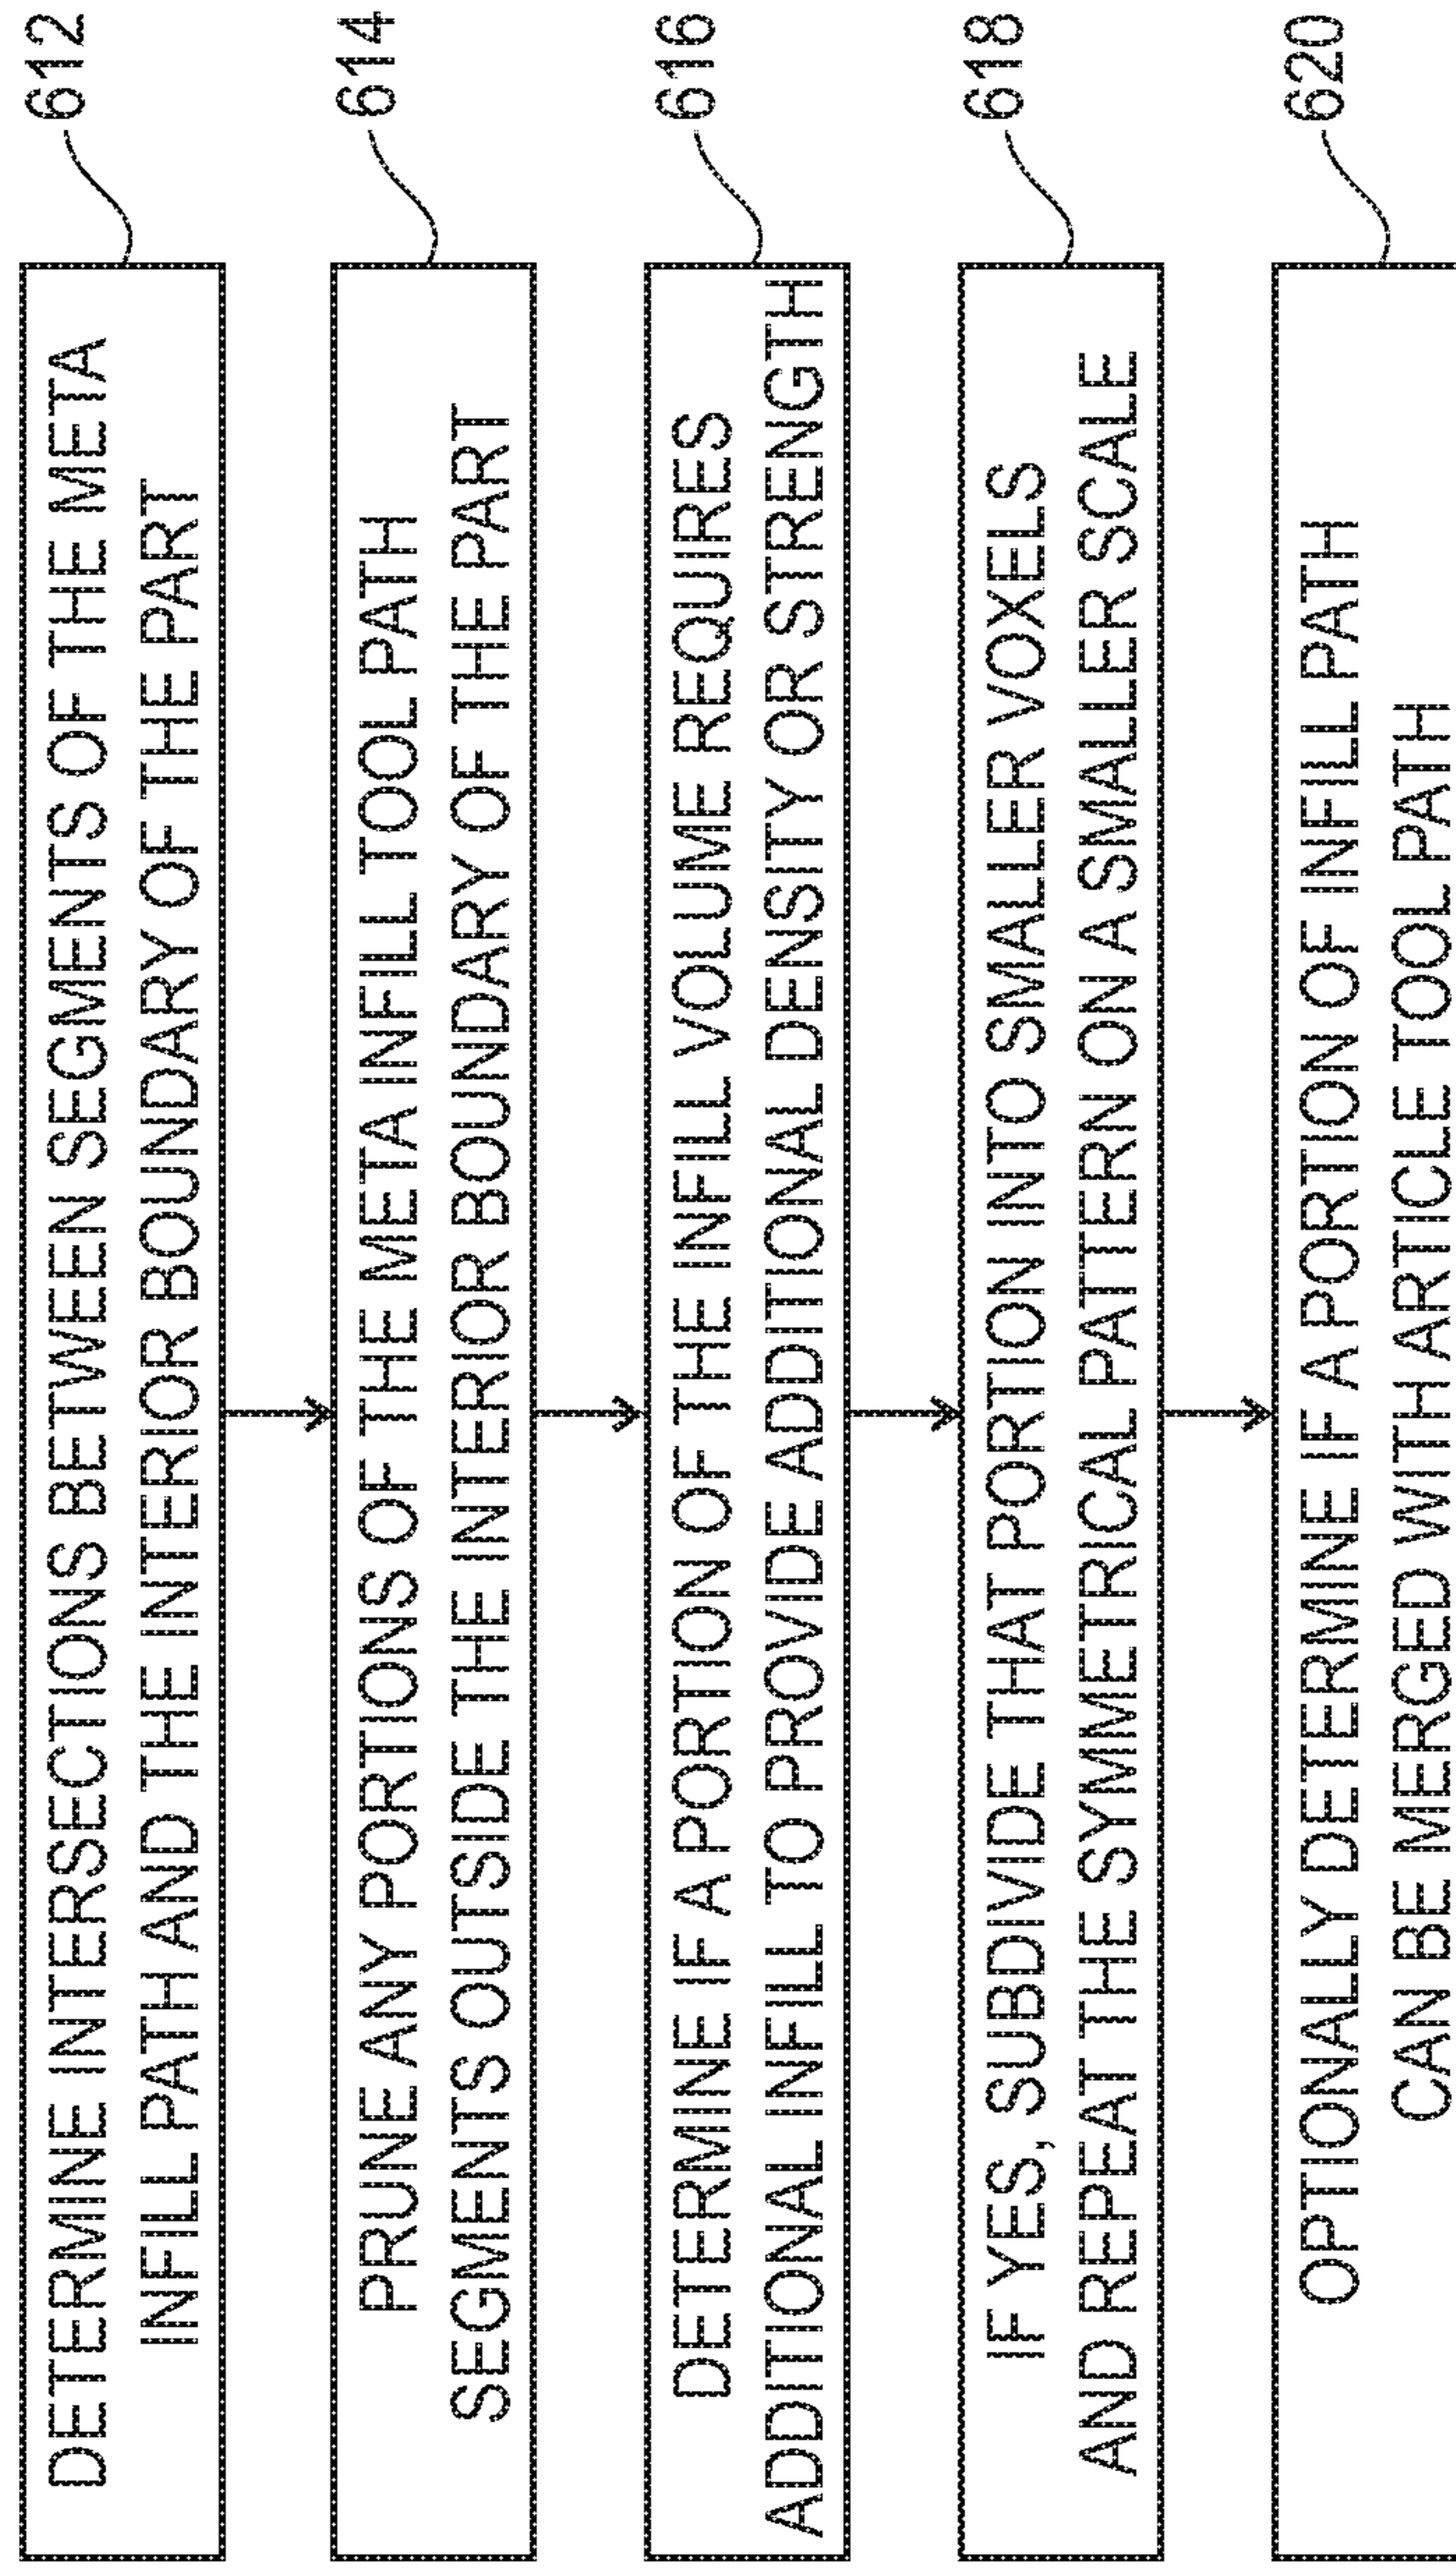 DETERMINE INTERSECTIONS BETWEEN SEGMENTS OF THE META
INFILL PATH AND THE INTERIOR BOUNDARY OF THE PART
612
PRUNE ANY PORTIONS OF THE META INFILL TOOL PATH
SEGMENTS OUTSIDE THE INTERIOR BOUNDARY OF THE PART
614
DETERMINE IF A PORTION OF THE INFILL VOLUME REQUIRES
ADDITIONAL INFILL TO PROVIDE ADDITIONAL DENSITY OR STRENGTH
616
IF YES, SUBDIVIDE THAT PORTION INTO SMALLER VOXELS
AND REPEAT THE SYMMETRICAL PATTERN ON A SMALLER SCALE
618
OPTIONALLY DETERMINE IF A PORTION OF INFILL PATH
CAN BE MERGED WITH ARTICLE TOOL PATH
620